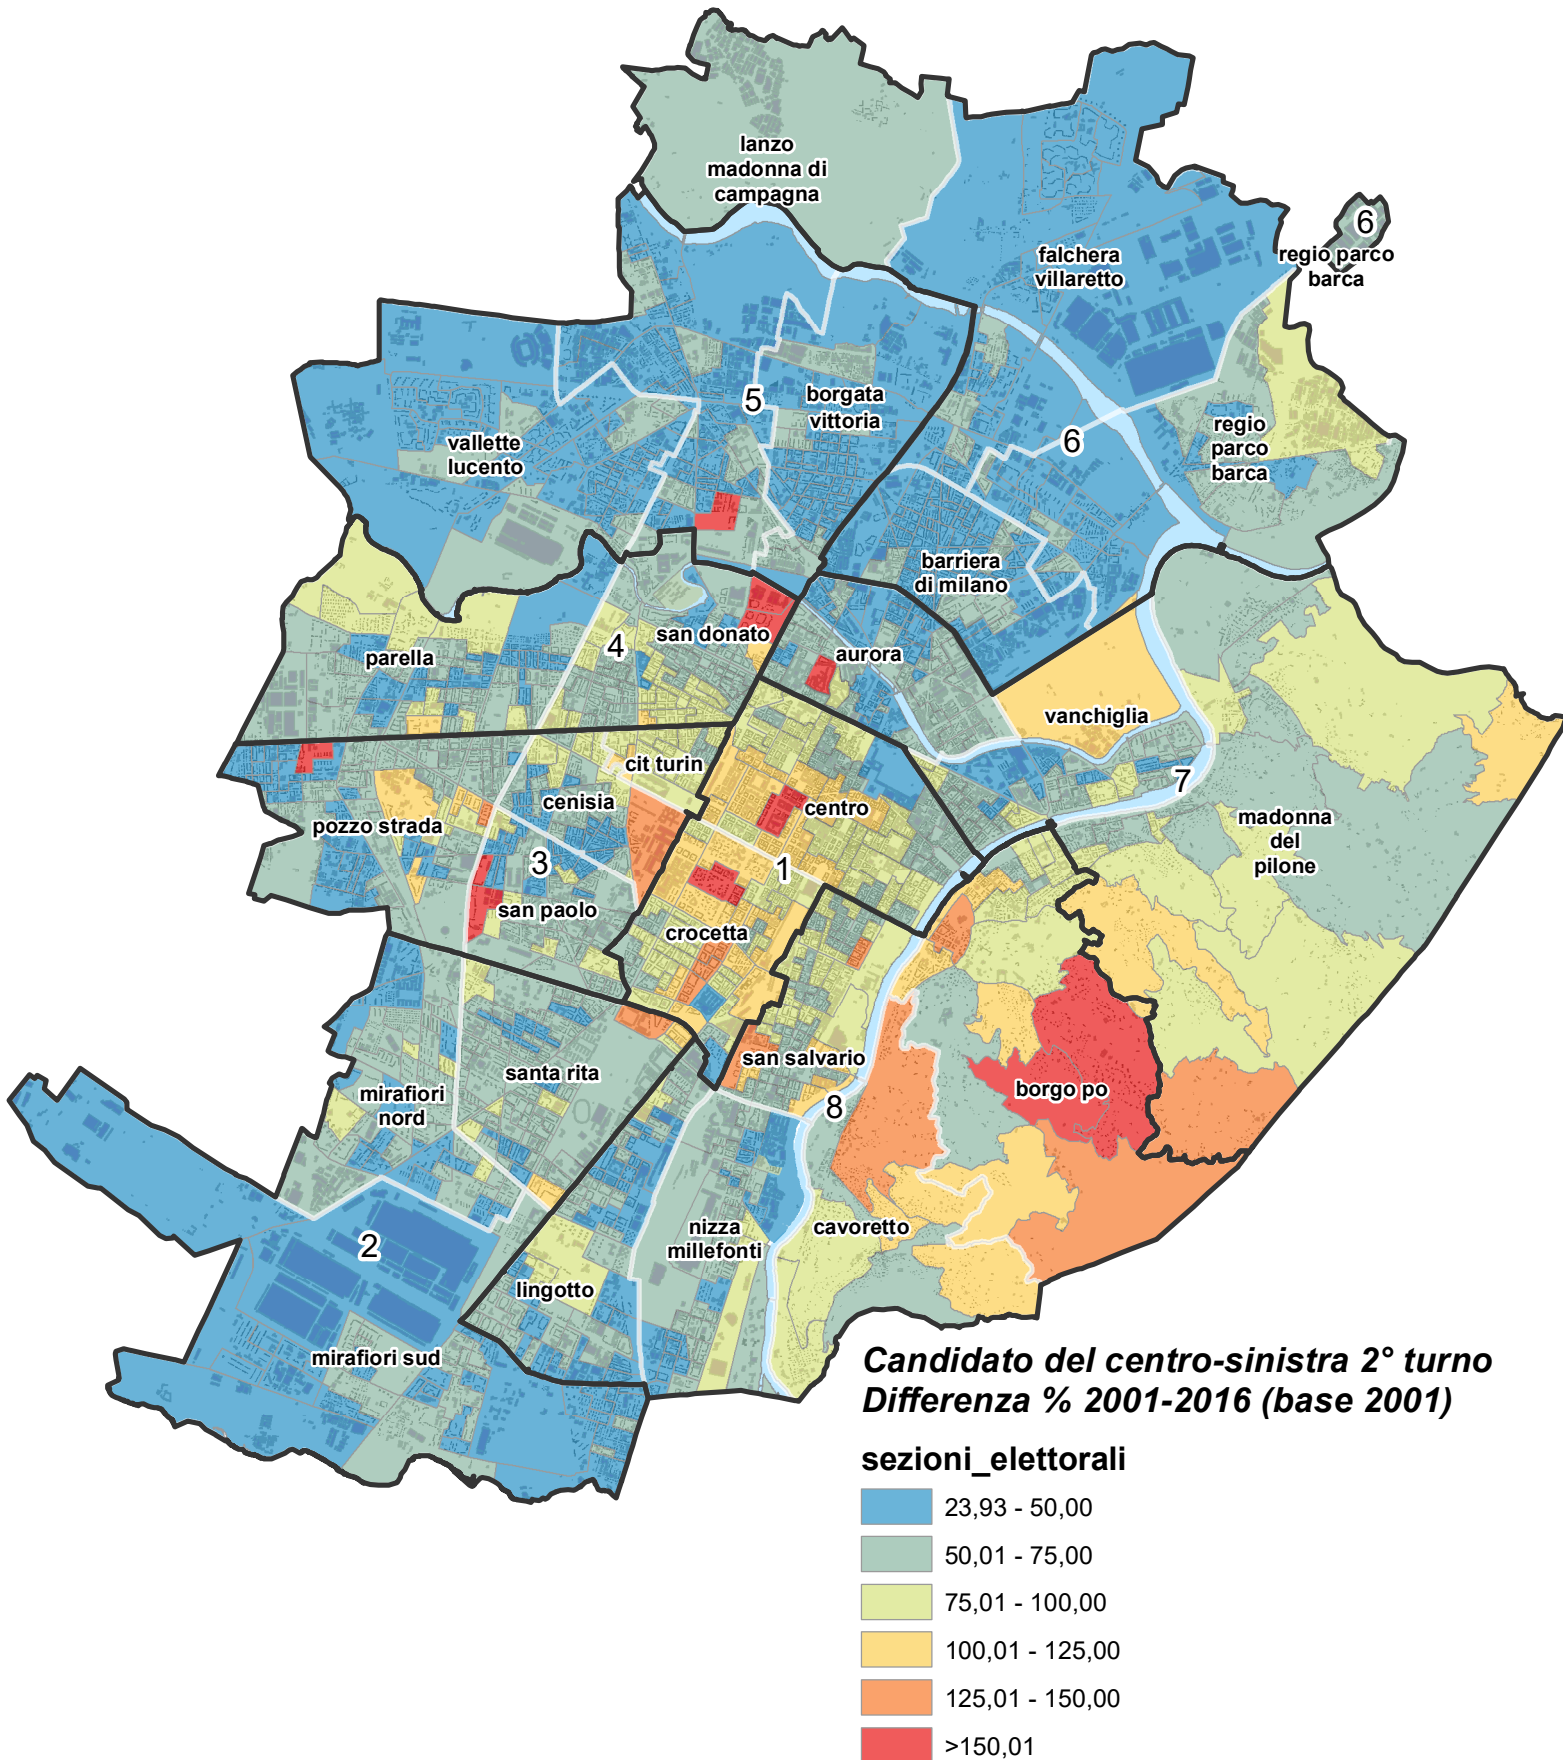 lanzo
madonna di
campagna
6
regio parco
barca
falchera
villaretto
5
borgata
vittoria
vallette
lucento
6
regio
parco
barca
barriera
di milano
san donato
4
parella
aurora
vanchiglia
cit turin
7
cenisia
centro
pozzo strada
madonna
del
pilone
3
1
san paolo
crocetta
san salvario
santa rita
borgo po
mirafiori
nord
8
nizza
millefonti
cavoretto
2
lingotto
mirafiori sud
Candidato del centro-sinistra 2° turno
Differenza % 2001-2016 (base 2001)
sezioni_elettorali
23,93 - 50,00
50,01 - 75,00
75,01 - 100,00
100,01 - 125,00
125,01 - 150,00
>150,01